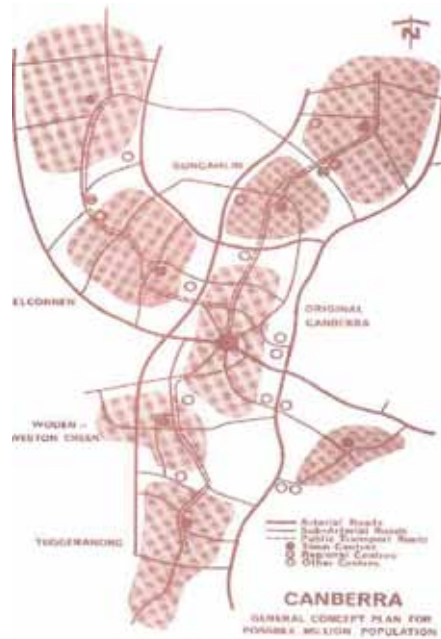 N
GUNGAHLIN
ELCONNEN
ORIGINAL
CANBERRA
WODEN –
WESTON CREEK
TUGGERANONG
Arterial Roads
Sub-Arterial Roads
Public Transport Route
Town Centres
Regional Centres
Other Centres
CANBERRA
GENERAL CONCEPT PLAN FOR
POSSIBLE MILLION POPULATION